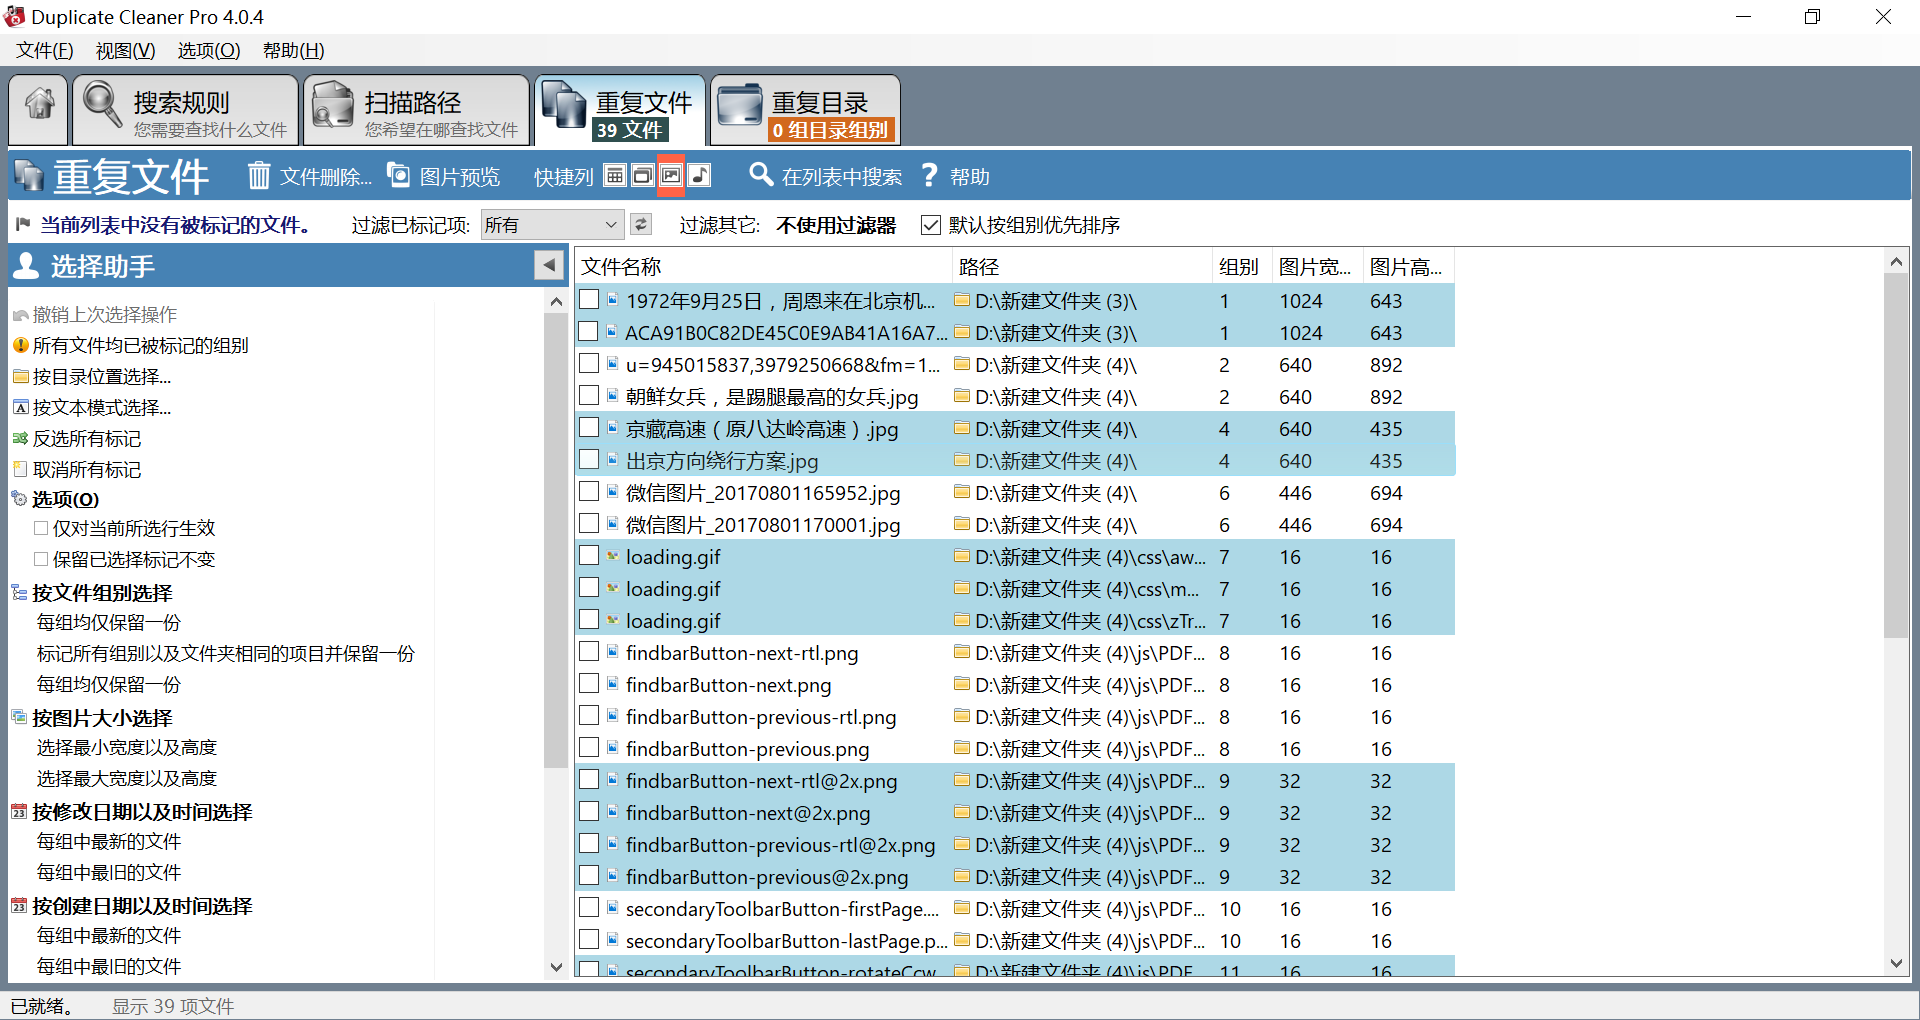 Duplicate Cleaner Pro 4.0.4
文件(F) 视图(V) 选项(O) 帮助(H)
搜索规则
您需要查找什么文件
扫描路径
您希望在哪查找文件
重复文件
39 文件
重复目录
0 组目录组别
重复文件 文件删除... 图片预览 快捷列 在列表中搜索 ? 帮助
当前列表中没有被标记的文件。 过滤已标记项: 所有 过滤其它: 不使用过滤器 默认按组别优先排序
选择助手
撤销上次选择操作
所有文件均已被标记的组别
按目录位置选择...
按文本模式选择...
反选所有标记
取消所有标记
选项(O)
仅对当前所选行生效
保留已选择标记不变
按文件组别选择
每组均仅保留一份
标记所有组别以及文件夹相同的项目并保留一份
每组均仅保留一份
按图片大小选择
选择最小宽度以及高度
选择最大宽度以及高度
按修改日期以及时间选择
每组中最新的文件
每组中最旧的文件
按创建日期以及时间选择
每组中最新的文件
每组中最旧的文件
文件名称 路径 组别 图片宽... 图片高...
1972年9月25日，周恩来在北京机... D:\新建文件夹 (3)\ 1 1024 643
ACA91B0C82DE45C0E9AB41A16A7... D:\新建文件夹 (3)\ 1 1024 643
u=945015837,3979250668&fm=1... D:\新建文件夹 (4)\ 2 640 892
朝鲜女兵，是踢腿最高的女兵.jpg D:\新建文件夹 (4)\ 2 640 892
京藏高速（原八达岭高速）.jpg D:\新建文件夹 (4)\ 4 640 435
出京方向绕行方案.jpg D:\新建文件夹 (4)\ 4 640 435
微信图片_20170801165952.jpg D:\新建文件夹 (4)\ 6 446 694
微信图片_20170801170001.jpg D:\新建文件夹 (4)\ 6 446 694
loading.gif D:\新建文件夹 (4)\css\aw... 7 16 16
loading.gif D:\新建文件夹 (4)\css\m... 7 16 16
loading.gif D:\新建文件夹 (4)\css\zTr... 7 16 16
findbarButton-next-rtl.png D:\新建文件夹 (4)\js\PDF... 8 16 16
findbarButton-next.png D:\新建文件夹 (4)\js\PDF... 8 16 16
findbarButton-previous-rtl.png D:\新建文件夹 (4)\js\PDF... 8 16 16
findbarButton-previous.png D:\新建文件夹 (4)\js\PDF... 8 16 16
findbarButton-next-rtl@2x.png D:\新建文件夹 (4)\js\PDF... 9 32 32
findbarButton-next@2x.png D:\新建文件夹 (4)\js\PDF... 9 32 32
findbarButton-previous-rtl@2x.png D:\新建文件夹 (4)\js\PDF... 9 32 32
findbarButton-previous@2x.png D:\新建文件夹 (4)\js\PDF... 9 32 32
secondaryToolbarButton-firstPage.... D:\新建文件夹 (4)\js\PDF... 10 16 16
secondaryToolbarButton-lastPage.p... D:\新建文件夹 (4)\js\PDF... 10 16 16
secondaryToolbarButton-rotateCcw... D:\新建文件夹 (4)\js\PDF... 11 16 16
已就绪。 显示 39 项文件